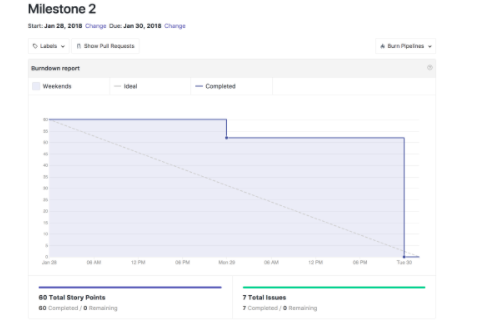 Milestone 2
Start: Jan 28, 2018 Change Due: Jan 30, 2018 Change
Labels Show Pull Requests Burn Pipelines
Burndown report
Weekends Ideal Completed
60
55
50
45
40
35
30
25
20
15
10
5
0
Jan 28 06 AM 12 PM 06 PM Mon 29 06 AM 12 PM 06 PM Tue 30
60 Total Story Points 7 Total Issues
60 Completed / 0 Remaining 7 Completed / 0 Remaining